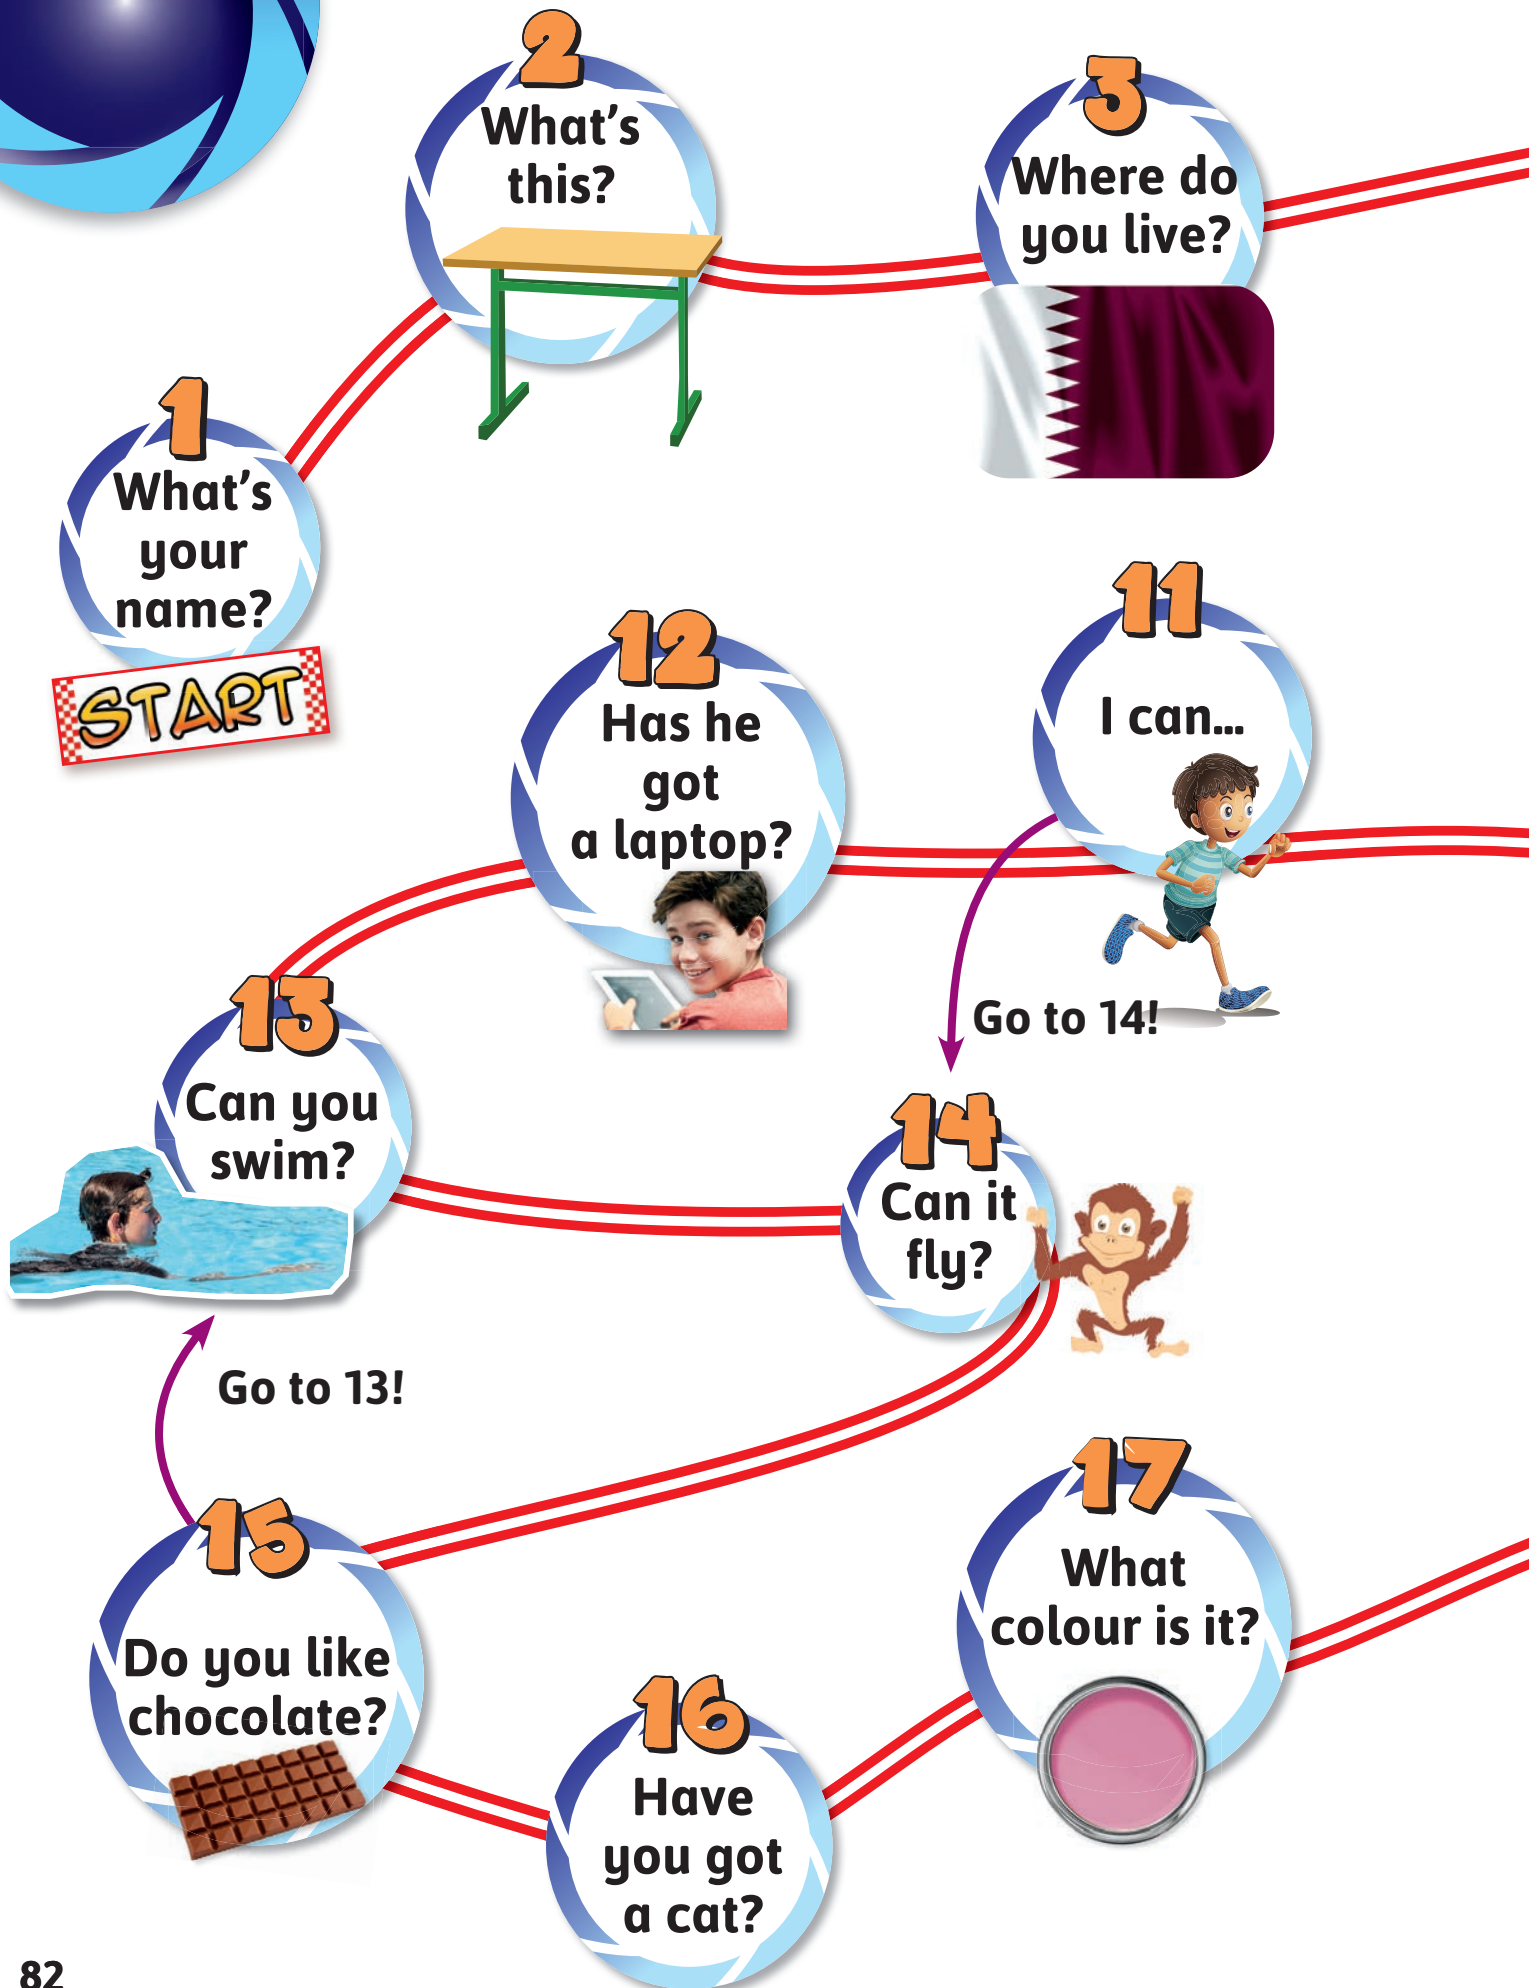 1
What's
your
name?
START
2
What's
this?
3
Where do
you live?
11
I can...
Go to 14!
12
Has he
got
a laptop?
13
Can you
swim?
14
Can it
fly?
Go to 13!
15
Do you like
chocolate?
16
Have
you got
a cat?
17
What
colour is it?
82